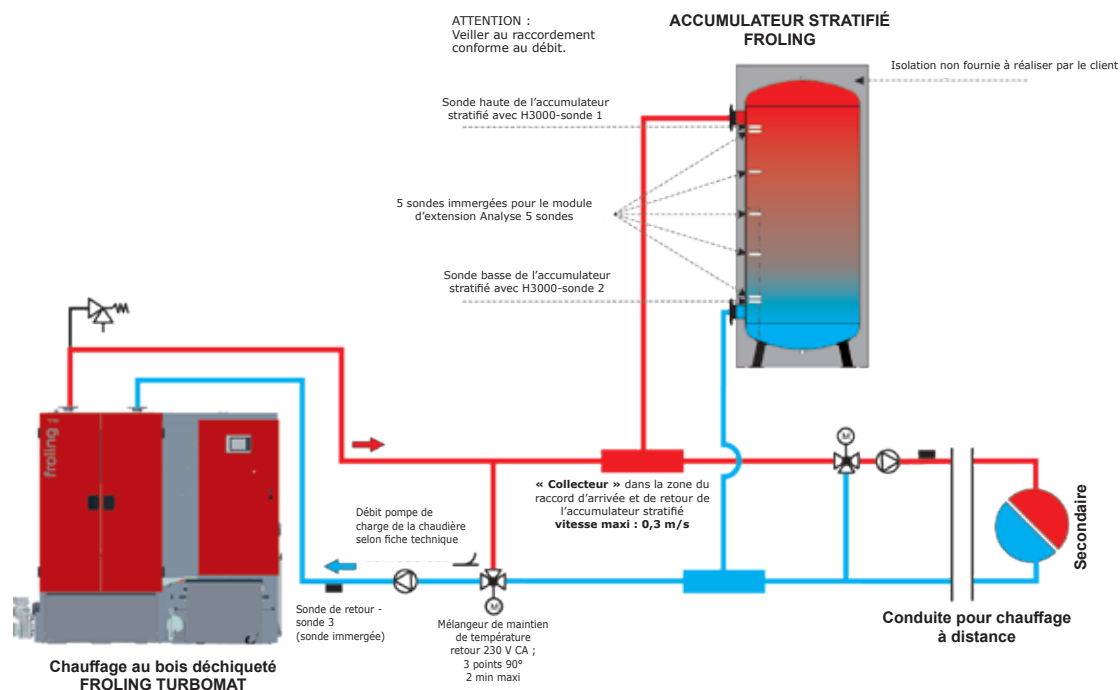 ATTENTION :
Veiller au raccordement
conforme au débit.
ACCUMULATEUR STRATIFIÉ
FROLING
Isolation non fournie à réaliser par le client
Sonde haute de l'accumulateur
stratifié avec H3000-sonde 1
5 sondes immergées pour le module
d'extension Analyse 5 sondes
Sonde basse de l'accumulateur
stratifié avec H3000-sonde 2
froling
M
« Collecteur » dans la zone du
raccord d'arrivée et de retour de
l'accumulateur stratifié
vitesse maxi : 0,3 m/s
Débit pompe de
charge de la chaudière
selon fiche technique
Secondaire
Sonde de retour -
sonde 3
(sonde immergée)
M
Mélangeur de maintien
de température
retour 230 V CA ;
3 points 90°
2 min maxi
Conduite pour chauffage
à distance
Chauffage au bois déchiqueté
FROLING TURBOMAT